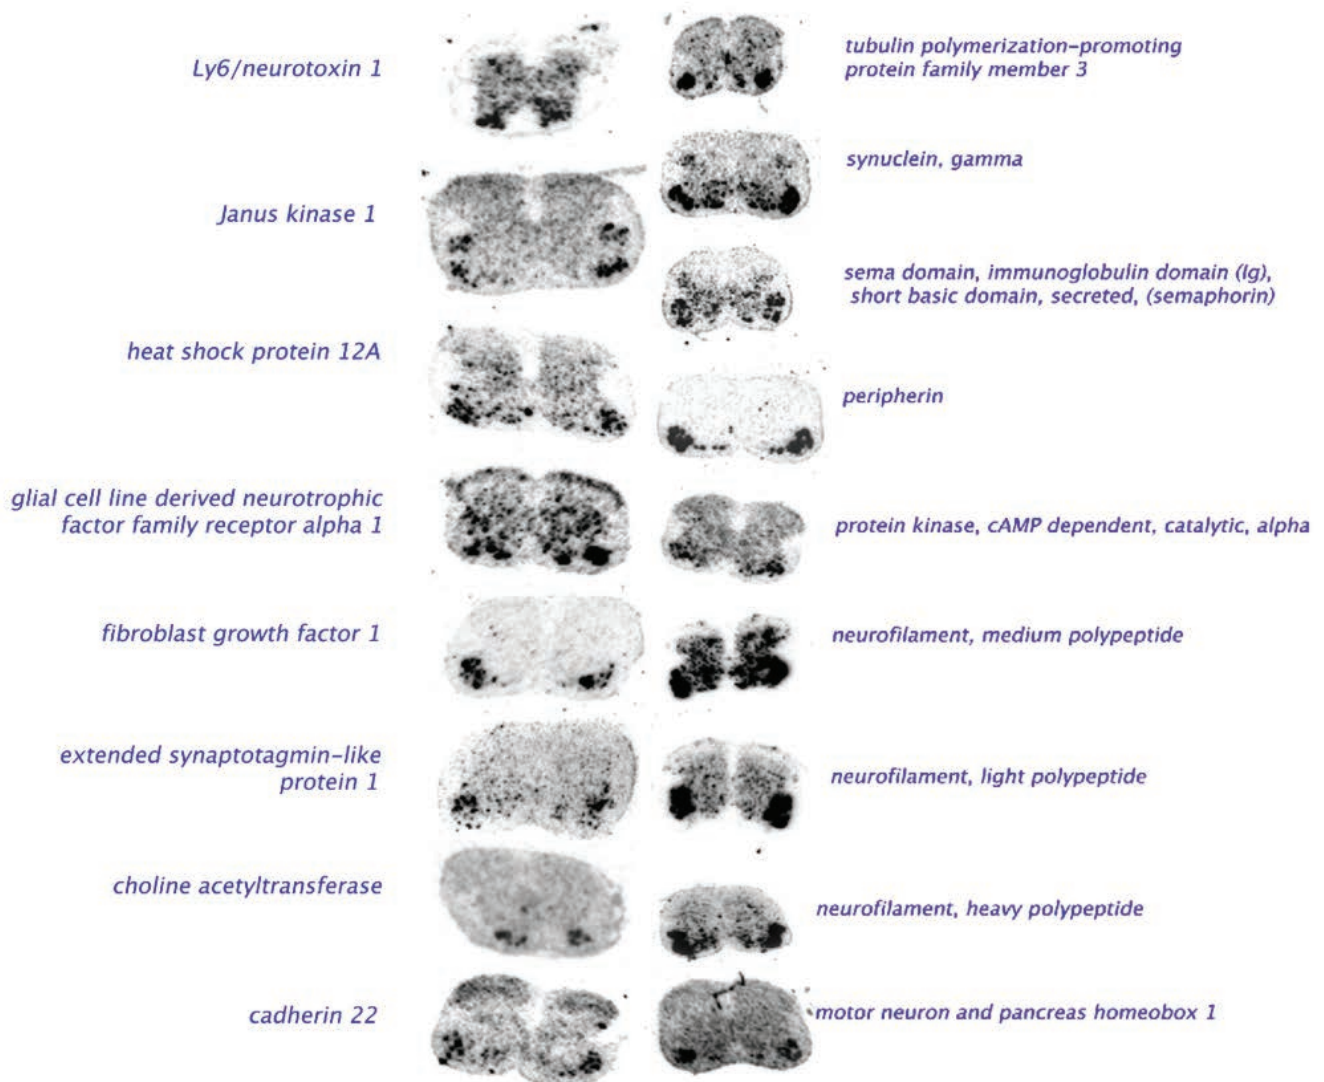 Ly6/neurotoxin 1
Janus kinase 1
heat shock protein 12A
glial cell line derived neurotrophic
factor family receptor alpha 1
fibroblast growth factor 1
extended synaptotagmin-like
protein 1
choline acetyltransferase
cadherin 22
tubulin polymerization-promoting
protein family member 3
synuclein, gamma
sema domain, immunoglobulin domain (Ig),
short basic domain, secreted, (semaphorin)
peripherin
protein kinase, cAMP dependent, catalytic, alpha
neurofilament, medium polypeptide
neurofilament, light polypeptide
neurofilament, heavy polypeptide
motor neuron and pancreas homeobox 1